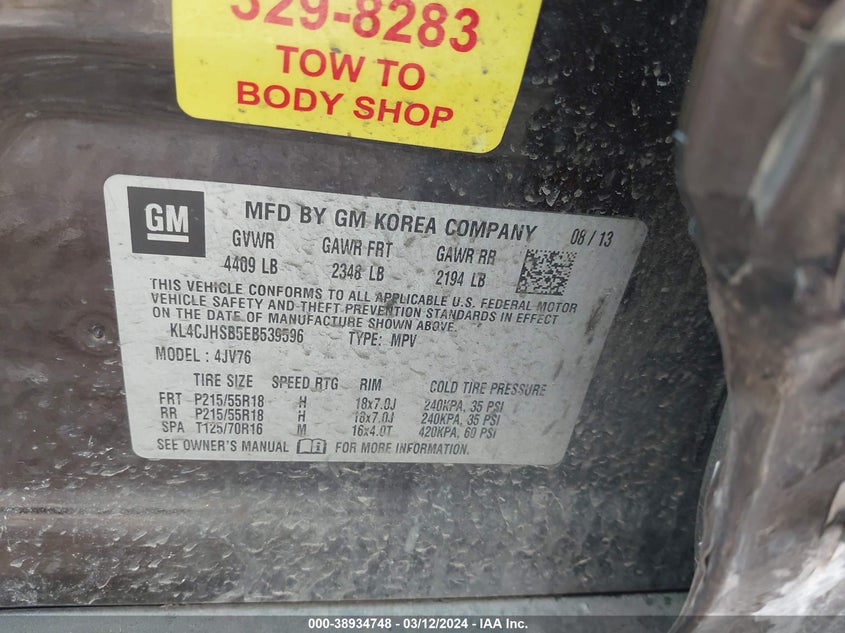 329-8283
TOW TO
BODY SHOP
GM
MFD BY GM KOREA COMPANY 08 / 13
GVWR GAWR FRT GAWR RR
4409 LB 2348 LB 2194 LB
THIS VEHICLE CONFORMS TO ALL APPLICABLE U.S. FEDERAL MOTOR
VEHICLE SAFETY AND THEFT PREVENTION STANDARDS IN EFFECT
ON THE DATE OF MANUFACTURE SHOWN ABOVE.
KL4CJHSB5EB539596 TYPE: MPV
MODEL : 4JV76
TIRE SIZE SPEED RTG RIM COLD TIRE PRESSURE
FRT P215/55R18 H 18x7.0J 240KPA, 35 PSI
RR P215/55R18 H 18x7.0J 240KPA, 35 PSI
SPA T125/70R16 M 16x4.0T 420KPA, 60 PSI
SEE OWNER'S MANUAL FOR MORE INFORMATION.
000-38934748 - 03/12/2024 - IAA Inc.